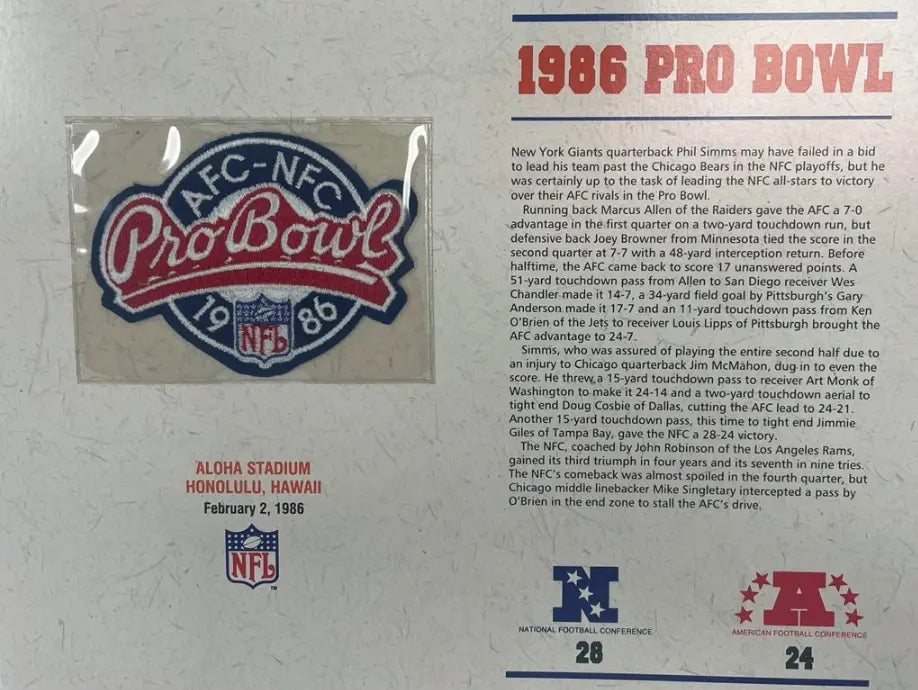 AFC-NFC
Pro Bowl
19 86
NFL
ALOHA STADIUM
HONOLULU, HAWAII
February 2, 1986
NFL
TM
1986 PRO BOWL
New York Giants quarterback Phil Simms may have failed in a bid
to lead his team past the Chicago Bears in the NFC playoffs, but he
was certainly up to the task of leading the NFC all-stars to victory
over their AFC rivals in the Pro Bowl.
Running back Marcus Allen of the Raiders gave the AFC a 7-0
advantage in the first quarter on a two-yard touchdown run, but
defensive back Joey Browner from Minnesota tied the score in the
second quarter at 7-7 with a 48-yard interception return. Before
halftime, the AFC came back to score 17 unanswered points. A
51-yard touchdown pass from Allen to San Diego receiver Wes
Chandler made it 14-7, a 34-yard field goal by Pittsburgh's Gary
Anderson made it 17-7 and an 11-yard touchdown pass from Ken
O'Brien of the Jets to receiver Louis Lipps of Pittsburgh brought the
AFC advantage to 24-7.
Simms, who was assured of playing the entire second half due to
an injury to Chicago quarterback Jim McMahon, dug in to even the
score. He threw a 15-yard touchdown pass to receiver Art Monk of
Washington to make it 24-14 and a two-yard touchdown aerial to
tight end Doug Cosbie of Dallas, cutting the AFC lead to 24-21.
Another 15-yard touchdown pass, this time to tight end Jimmie
Giles of Tampa Bay, gave the NFC a 28-24 victory.
The NFC, coached by John Robinson of the Los Angeles Rams,
gained its third triumph in four years and its seventh in nine tries.
The NFC's comeback was almost spoiled in the fourth quarter, but
Chicago middle linebacker Mike Singletary intercepted a pass by
O'Brien in the end zone to stall the AFC's drive.
N A
NATIONAL FOOTBALL CONFERENCE AMERICAN FOOTBALL CONFERENCE
28 24